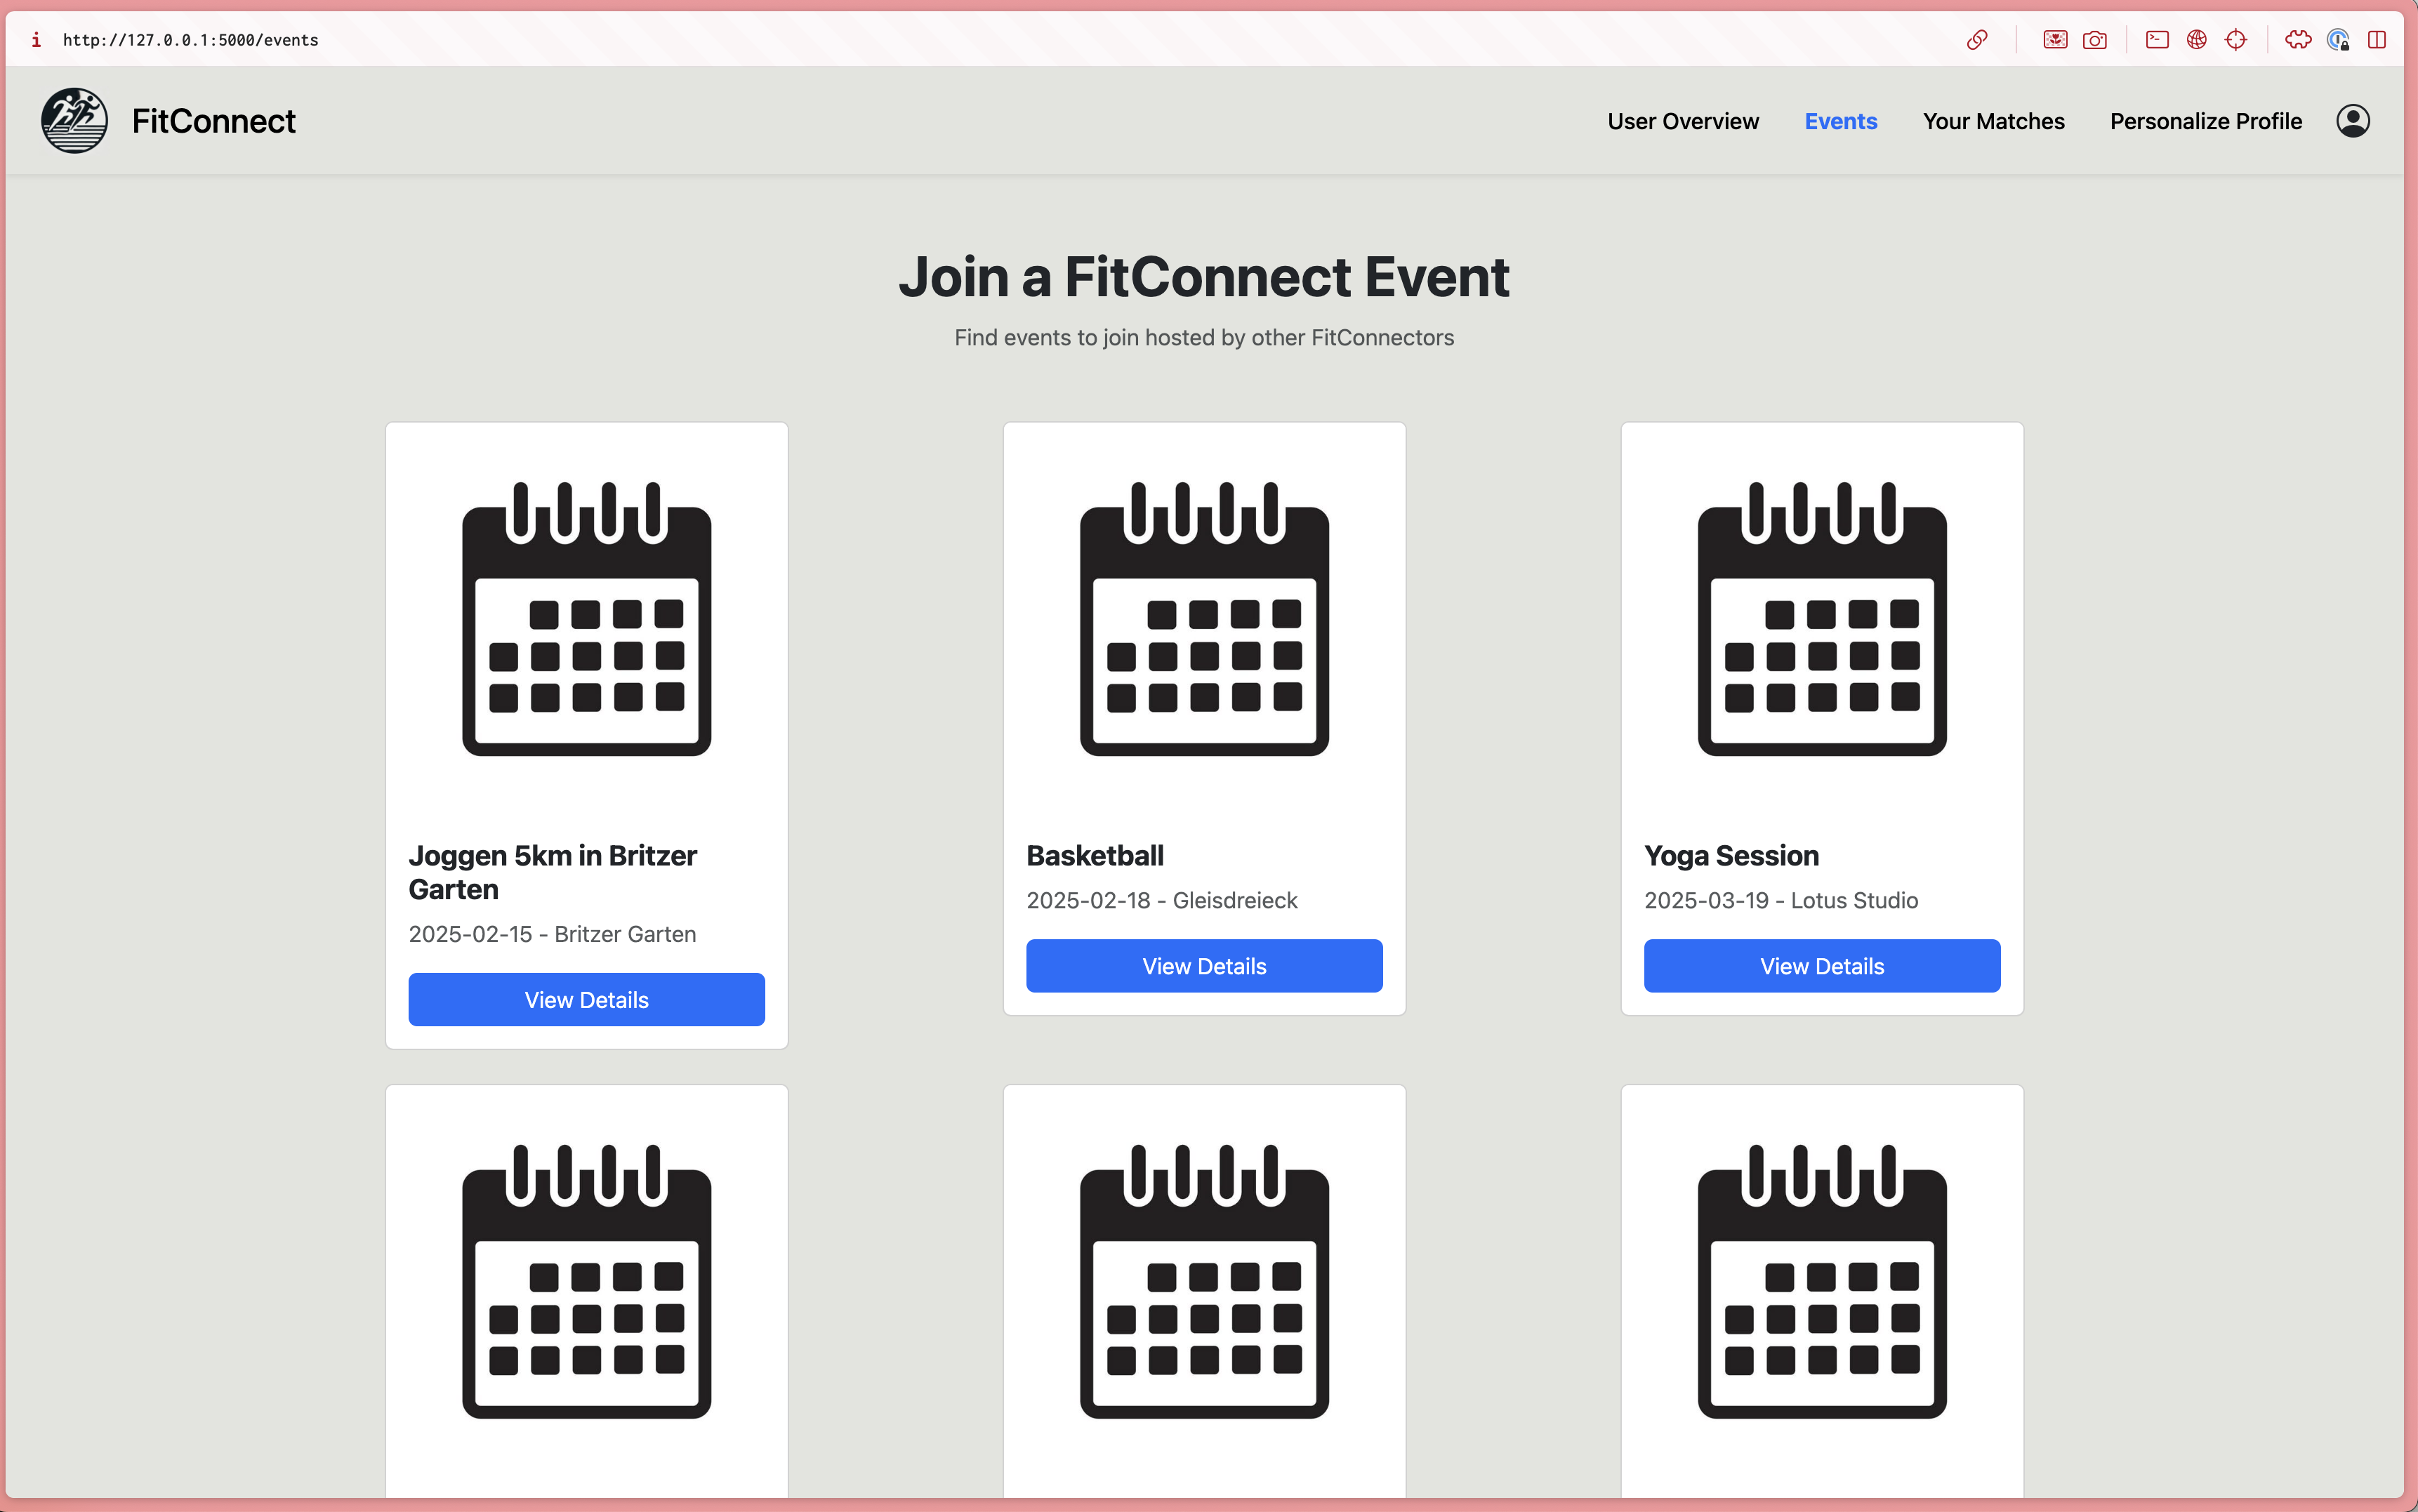 http://127.0.0.1:5000/events
FitConnect
User Overview
Events
Your Matches
Personalize Profile
Join a FitConnect Event
Find events to join hosted by other FitConnectors
Joggen 5km in Britzer
Garten
2025-02-15 - Britzer Garten
View Details
Basketball
2025-02-18 - Gleisdreieck
View Details
Yoga Session
2025-03-19 - Lotus Studio
View Details